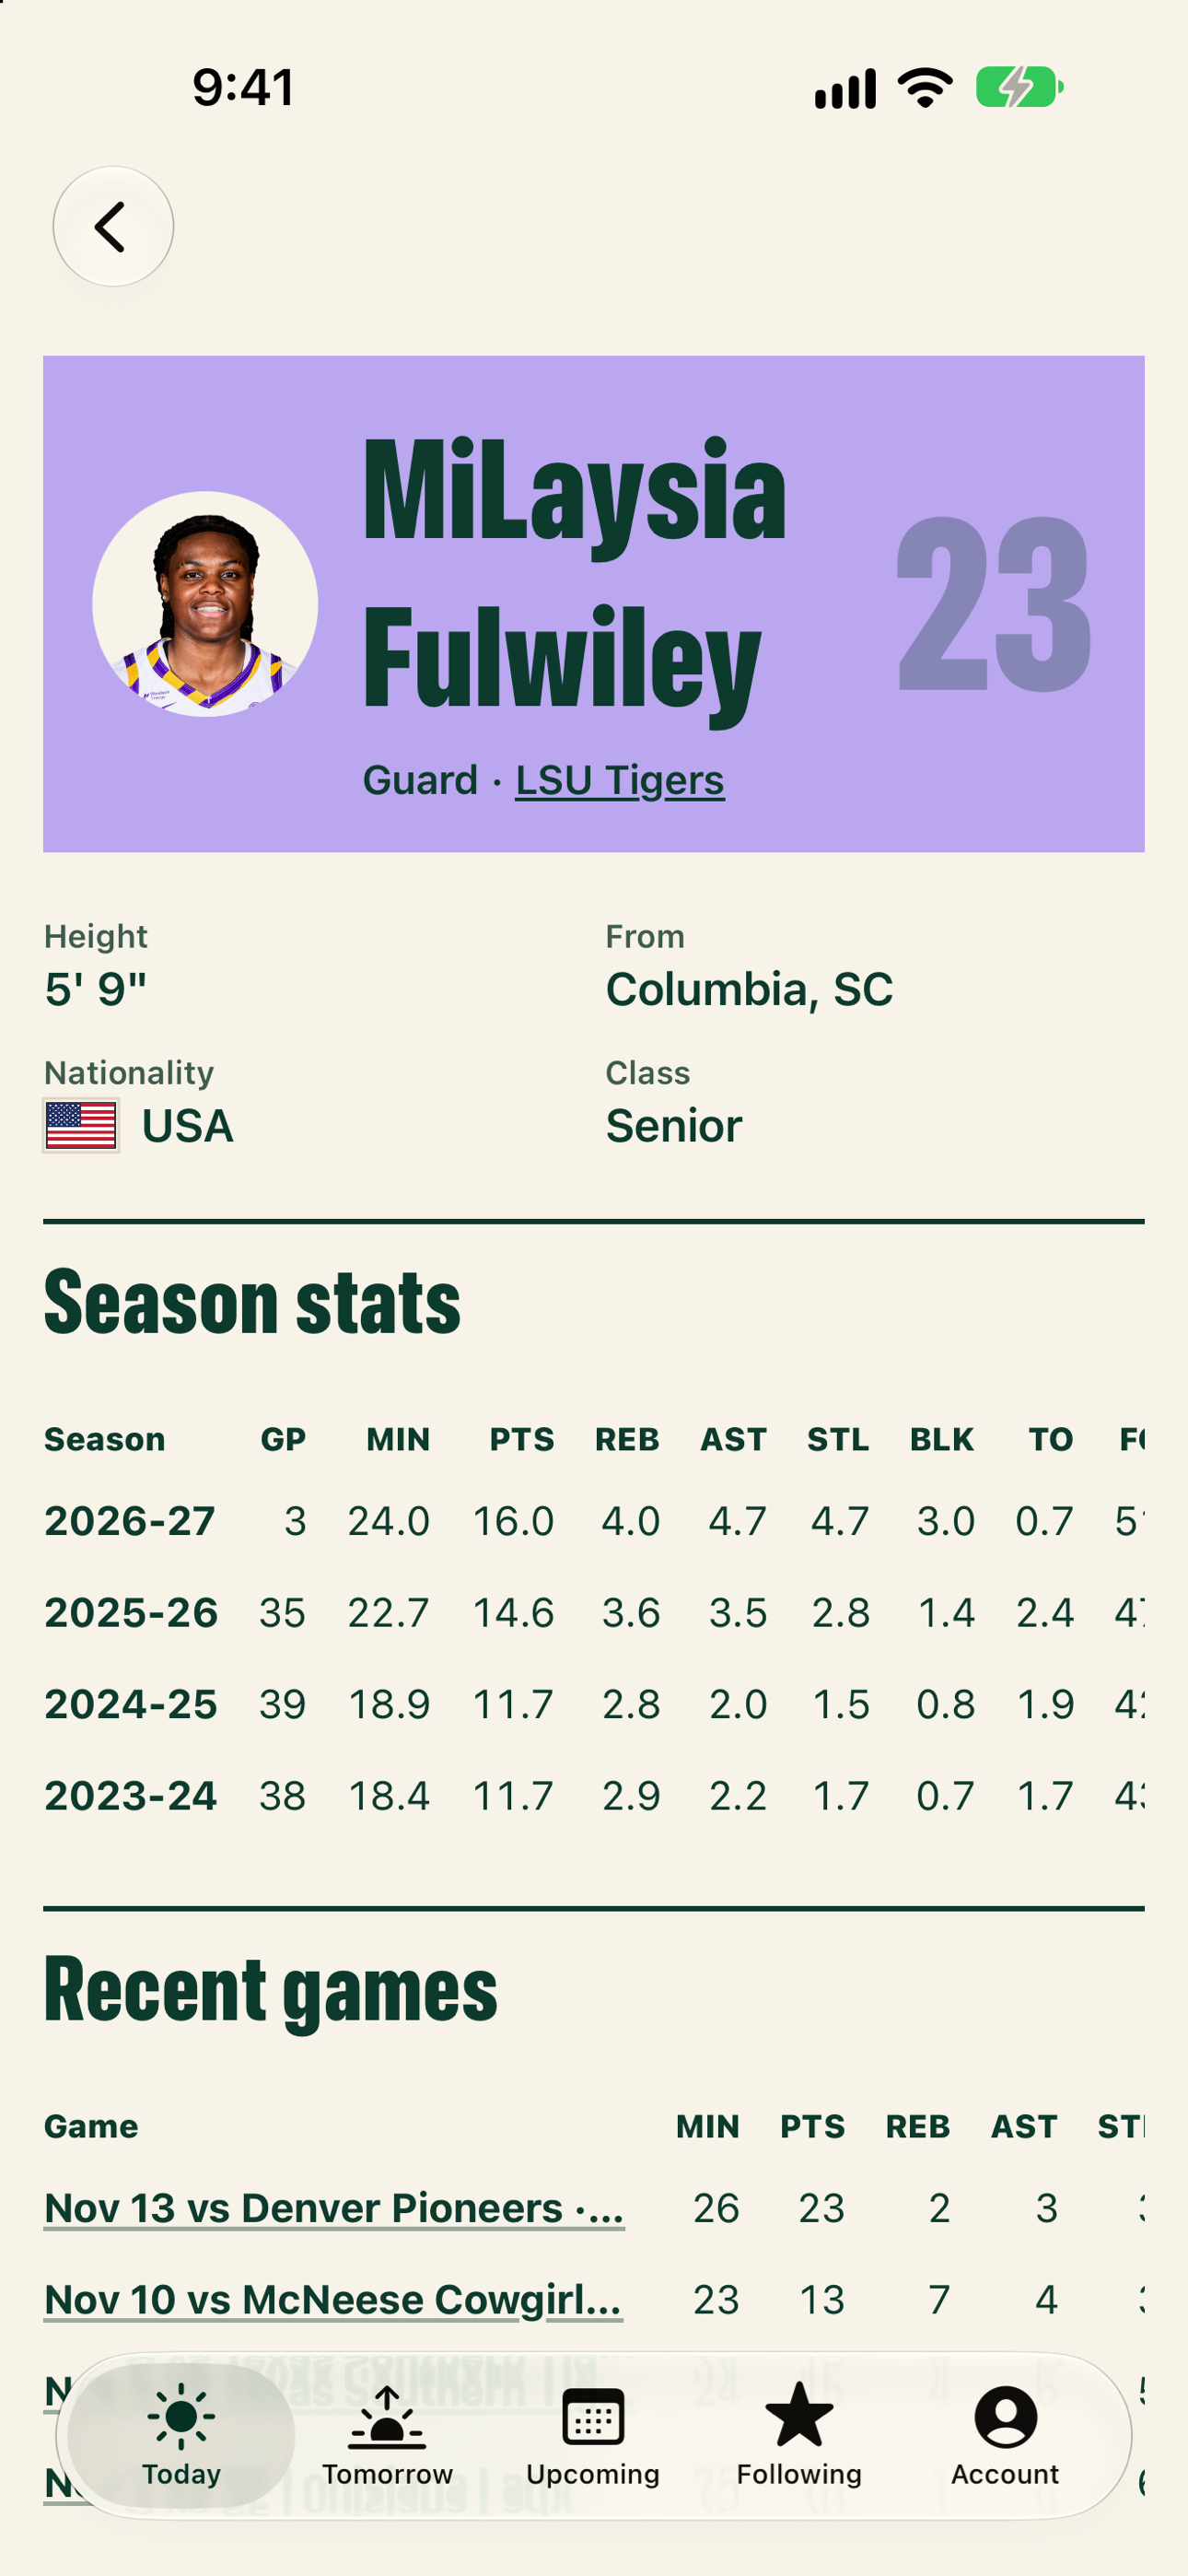 9:41
MiLaysia
Fulwiley
23
Guard · LSU Tigers
Height
5' 9"
From
Columbia, SC
Nationality
USA
Class
Senior
Season stats
Season GP MIN PTS REB AST STL BLK TO
2026-27 3 24.0 16.0 4.0 4.7 4.7 3.0 0.7
2025-26 35 22.7 14.6 3.6 3.5 2.8 1.4 2.4
2024-25 39 18.9 11.7 2.8 2.0 1.5 0.8 1.9
2023-24 38 18.4 11.7 2.9 2.2 1.7 0.7 1.7
Recent games
Game MIN PTS REB AST
Nov 13 vs Denver Pioneers ·...
26 23 2 3
Nov 10 vs McNeese Cowgirl...
23 13 7 4
Today Tomorrow Upcoming Following Account